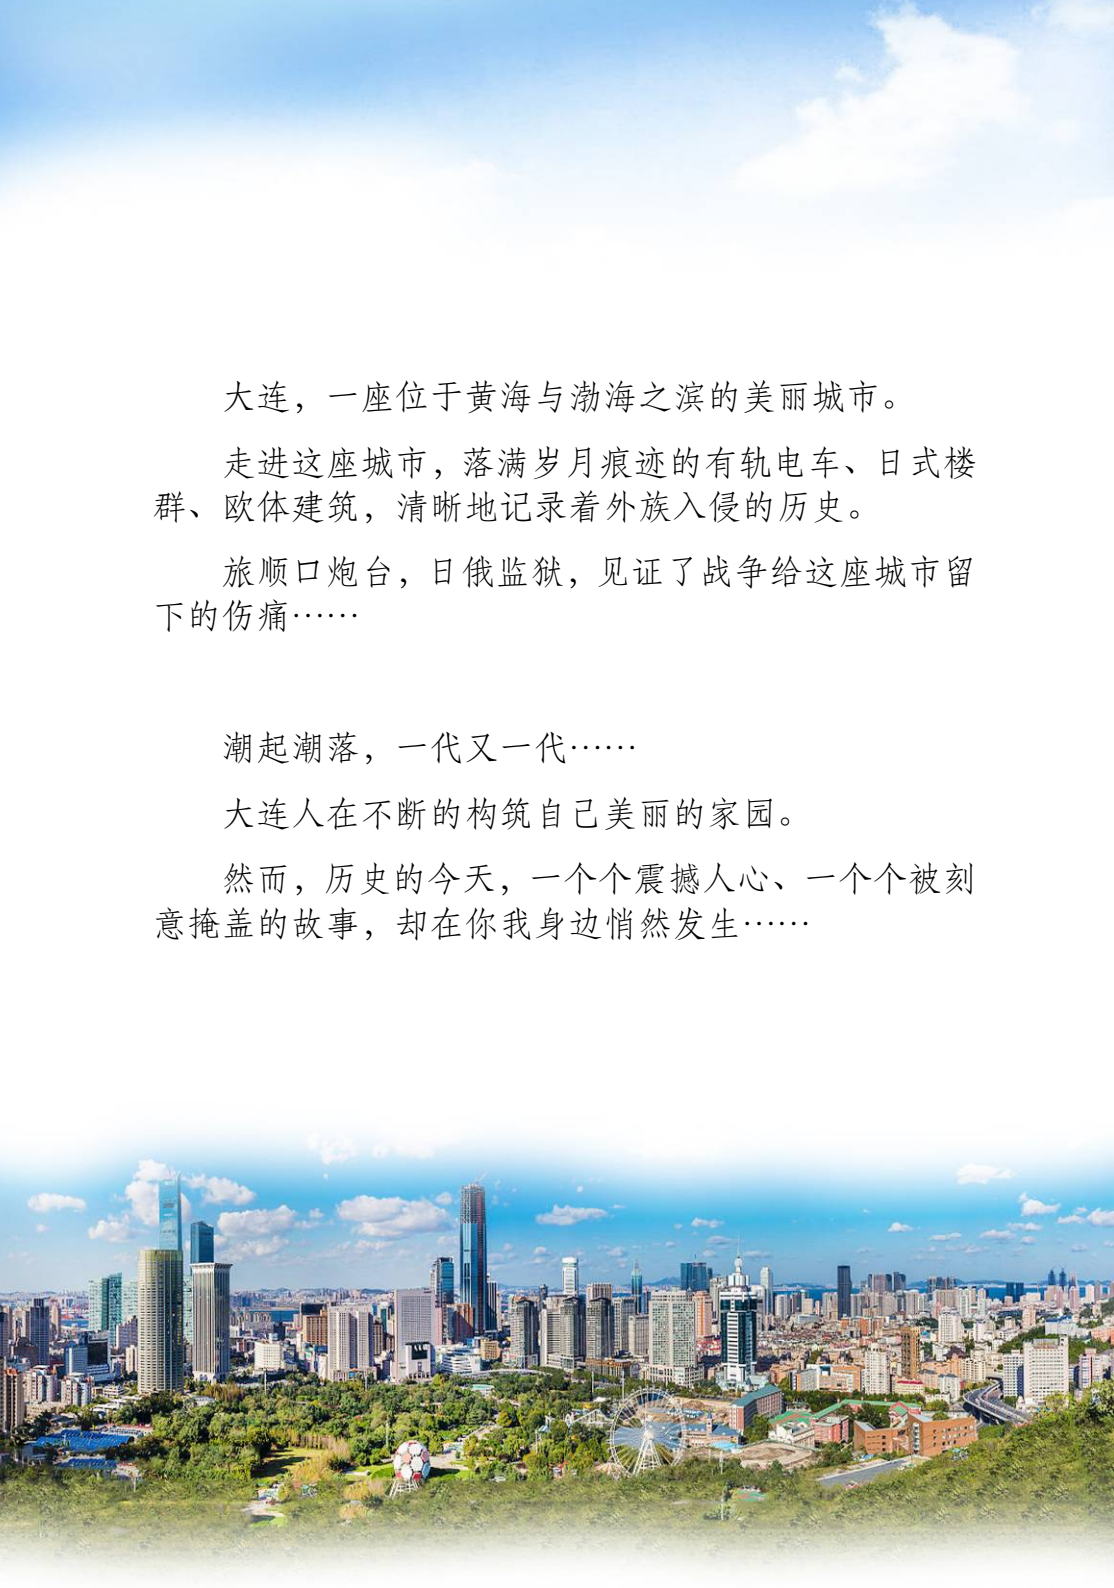 大连，一座位于黄海与渤海之滨的美丽城市。
走进这座城市，落满岁月痕迹的有轨电车、日式楼
群、欧体建筑，清晰地记录着外族入侵的历史。
旅顺口炮台，日俄监狱，见证了战争给这座城市留
下的伤痛……
潮起潮落，一代又一代……
大连人在不断的构筑自己美丽的家园。
然而，历史的今天，一个个震撼人心、一个个被刻
意掩盖的故事，却在你我身边悄然发生……